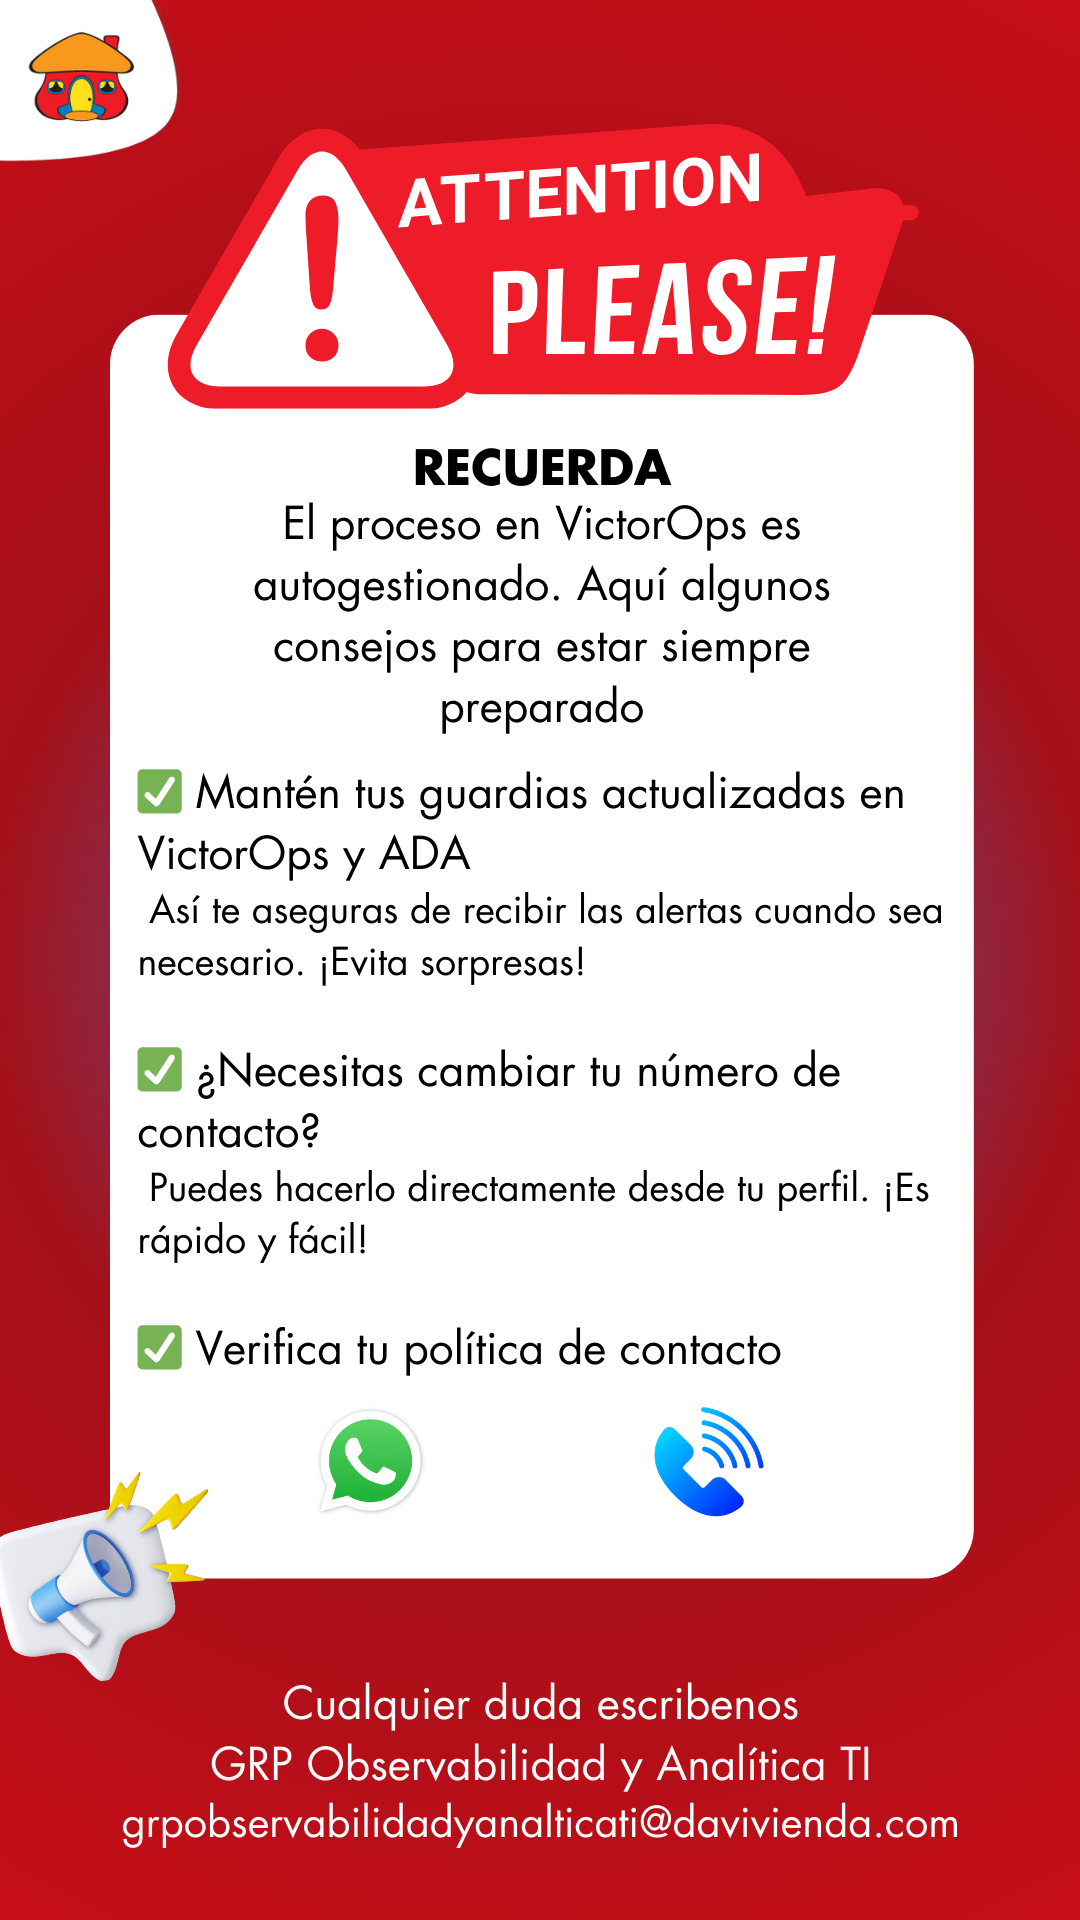 ATTENTION
PLEASE!
RECUERDA
El proceso en VictorOps es
autogestionado. Aquí algunos
consejos para estar siempre
preparado
✅ Mantén tus guardias actualizadas en
VictorOps y ADA
Así te aseguras de recibir las alertas cuando sea
necesario. ¡Evita sorpresas!
✅ ¿Necesitas cambiar tu número de
contacto?
Puedes hacerlo directamente desde tu perfil. ¡Es
rápido y fácil!
✅ Verifica tu política de contacto
Cualquier duda escribenos
GRP Observabilidad y Analítica TI
grpobservabilidadyanalticati@davivienda.com